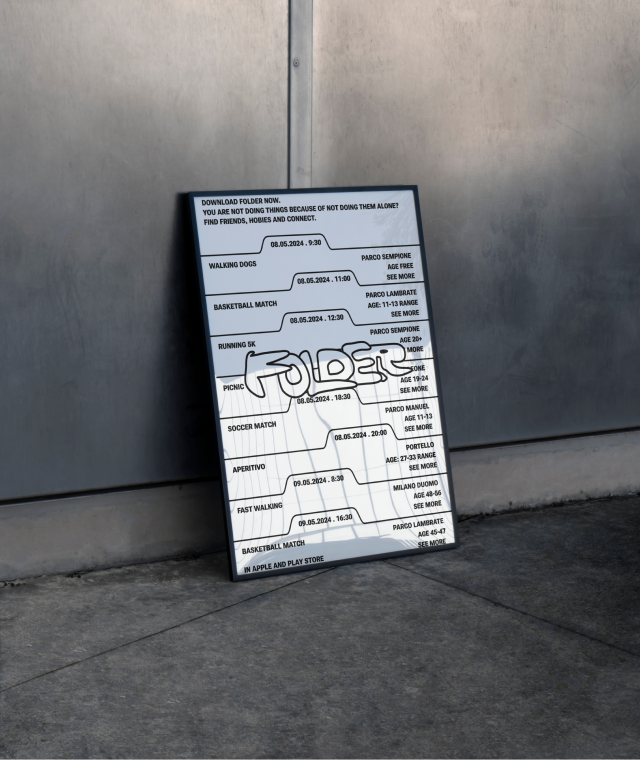 DOWNLOAD FOLDER NOW.
YOU ARE NOT DOING THINGS BECAUSE OF NOT DOING THEM ALONE?
FIND FRIENDS, HOBIES AND CONNECT.
08.05.2024 . 9:30
WALKING DOGS
PARCO SEMPIONE
AGE FREE
SEE MORE
08.05.2024 . 11:00
BASKETBALL MATCH
PARCO LAMBRATE
AGE: 11-13 RANGE
SEE MORE
08.05.2024 . 12:30
RUNNING 5K
PARCO SEMPIONE
AGE 20+
MORE
FOLDER
PICNIC
AGE 19-24
SEE MORE
08.05.2024 . 18:30
SOCCER MATCH
PARCO MANUEL
AGE 11-13
SEE MORE
08.05.2024 . 20:00
APERITIVO
PORTELLO
AGE: 27-33 RANGE
SEE MORE
09.05.2024 . 8:30
FAST WALKING
MILANO DUOMO
AGE 48-56
SEE MORE
09.05.2024 . 16:30
BASKETBALL MATCH
PARCO LAMBRATE
AGE 45-47
SEE MORE
IN APPLE AND PLAY STORE